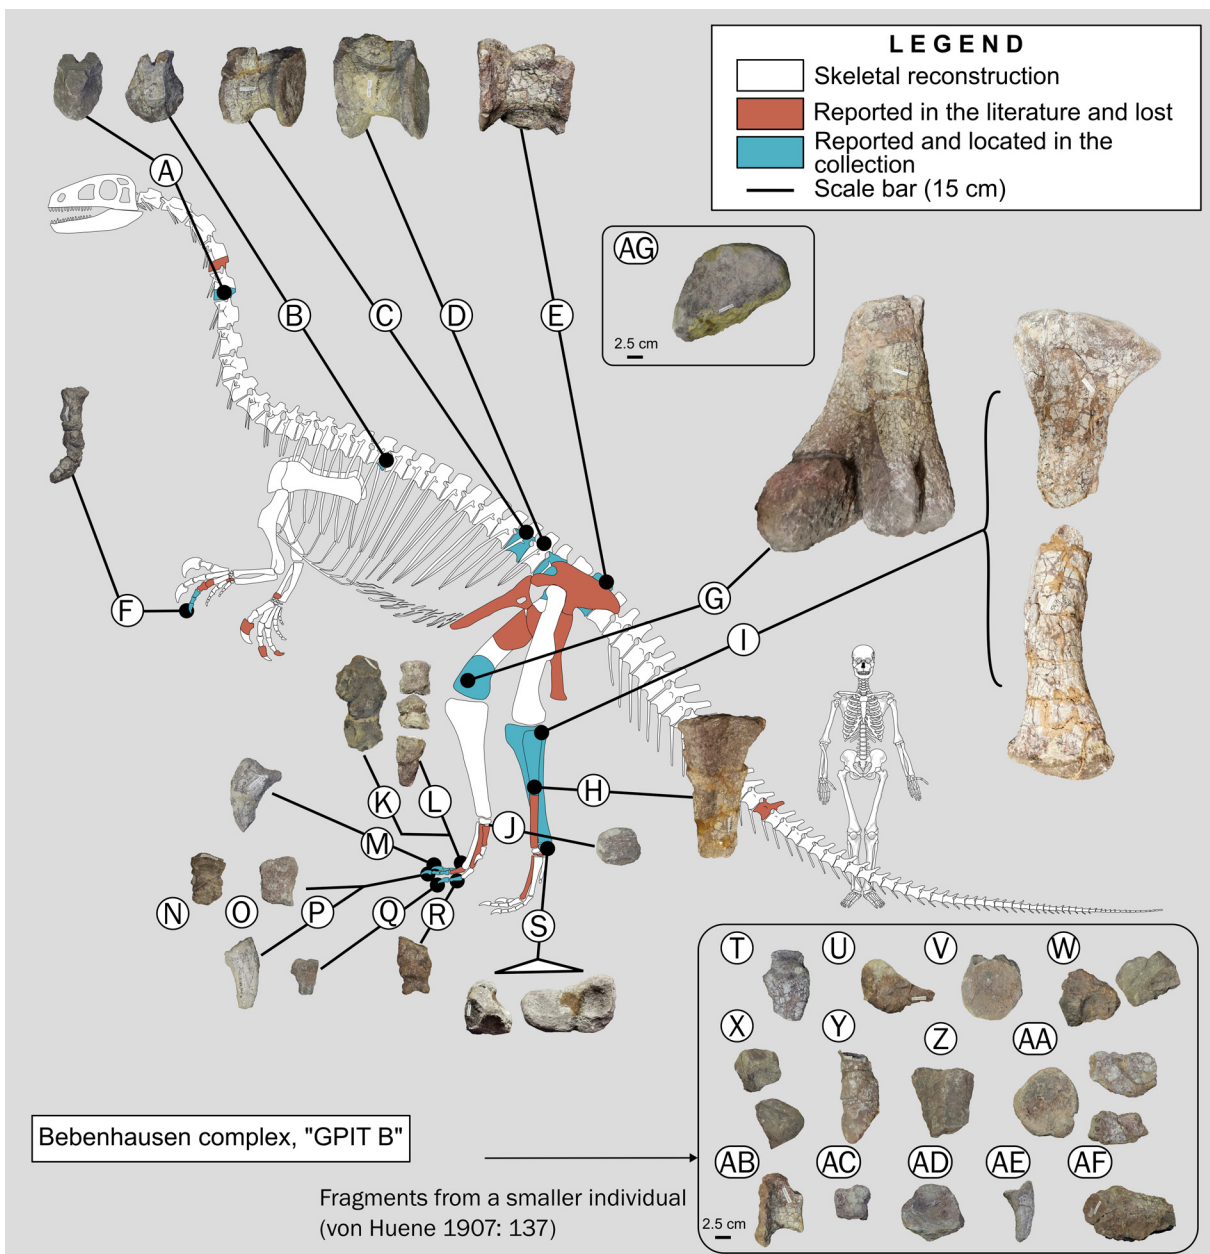 LEGEND
Skeletal reconstruction
Reported in the literature and lost
Reported and located in the
collection
Scale bar (15 cm)
A
AG
2.5 cm
B
C
D
E
F
G
I
H
J
K
L
M
N
O
P
Q
R
S
T
U
V
W
X
Y
Z
AA
AB
AC
AD
AE
AF
2.5 cm
Bebenhausen complex, "GPIT B"
Fragments from a smaller individual
(von Huene 1907: 137)